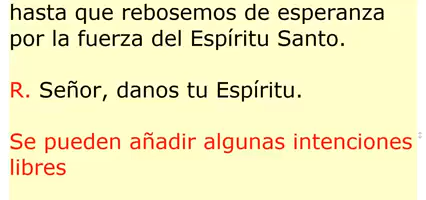 hasta que rebosemos de esperanza
por la fuerza del Espíritu Santo.
R. Señor, danos tu Espíritu.
Se pueden añadir algunas intenciones
libres